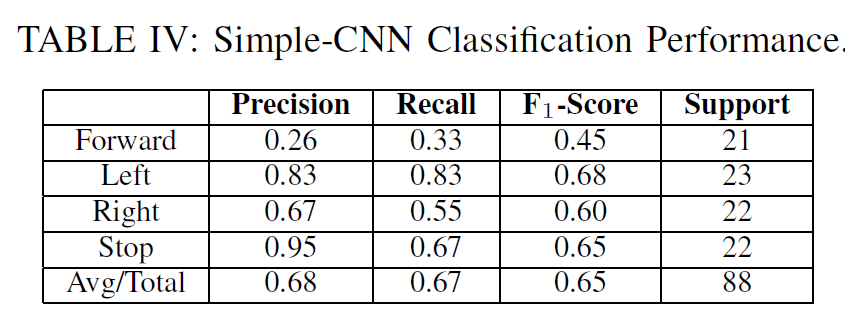 TABLE IV: Simple-CNN Classification Performance.
Precision Recall F1-Score Support
Forward 0.26 0.33 0.45 21
Left 0.83 0.83 0.68 23
Right 0.67 0.55 0.60 22
Stop 0.95 0.67 0.65 22
Avg/Total 0.68 0.67 0.65 88